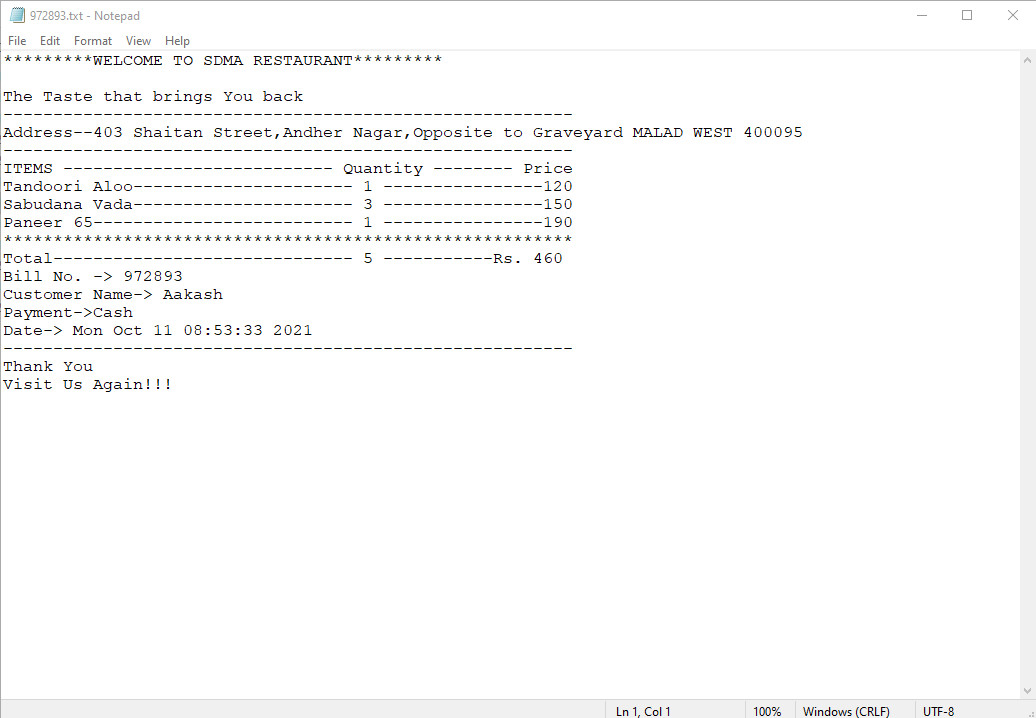 972893.txt - Notepad
File Edit Format View Help
*********WELCOME TO SDMA RESTAURANT*********
The Taste that brings You back
---------------------------------------------------------
Address--403 Shaitan Street,Andher Nagar,Opposite to Graveyard MALAD WEST 400095
---------------------------------------------------------
ITEMS --------------------------- Quantity -------- Price
Tandoori Aloo---------------------- 1 ----------------120
Sabudana Vada---------------------- 3 ----------------150
Paneer 65-------------------------- 1 ----------------190
*********************************************************
Total------------------------------ 5 -----------Rs. 460
Bill No. -> 972893
Customer Name-> Aakash
Payment->Cash
Date-> Mon Oct 11 08:53:33 2021
---------------------------------------------------------
Thank You
Visit Us Again!!!
Ln 1, Col 1 100% Windows (CRLF) UTF-8